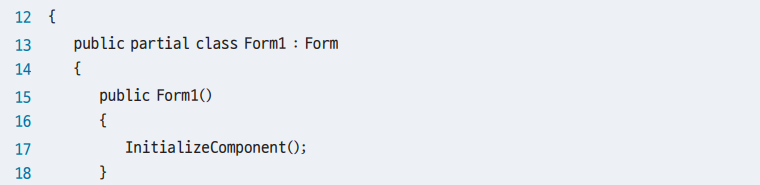 12 {
13 public partial class Form1 : Form
14 {
15 public Form1()
16 {
17 InitializeComponent();
18 }